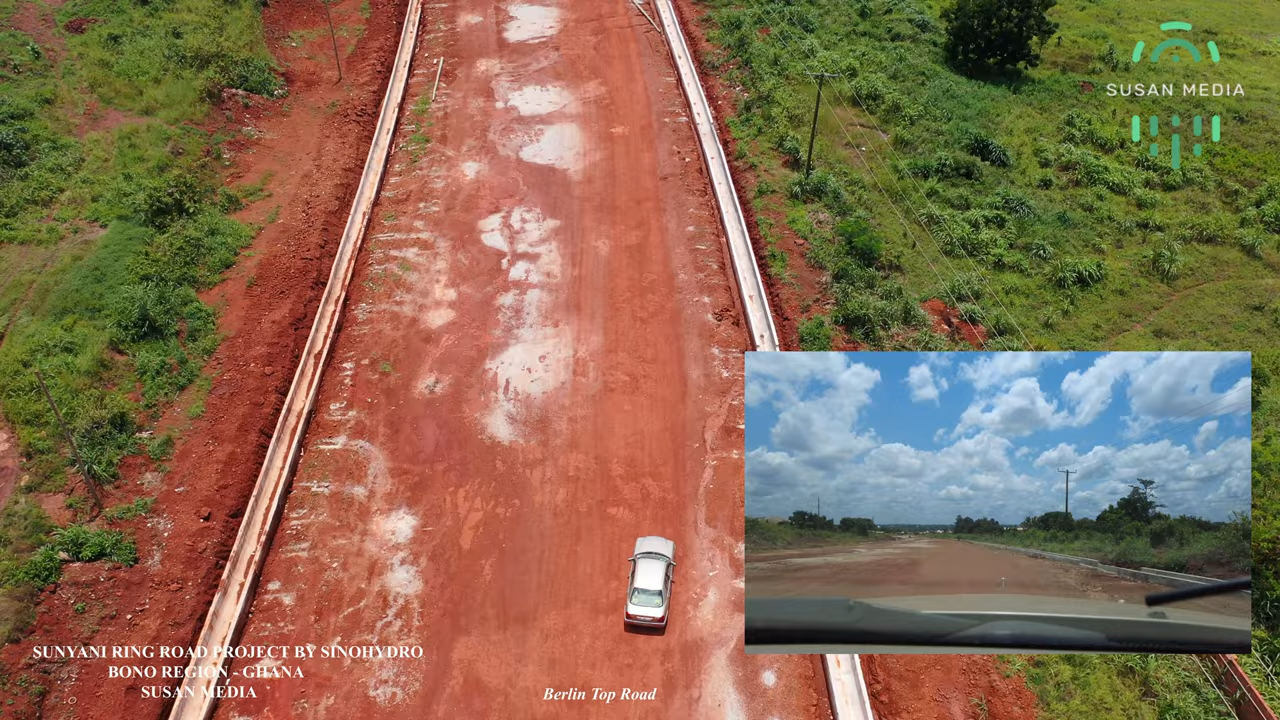 SUSAN MEDIA
SUNYANI RING ROAD PROJECT BY SINOHYDRO
BONO REGION - GHANA
SUSAN MEDIA
Berlin Top Road